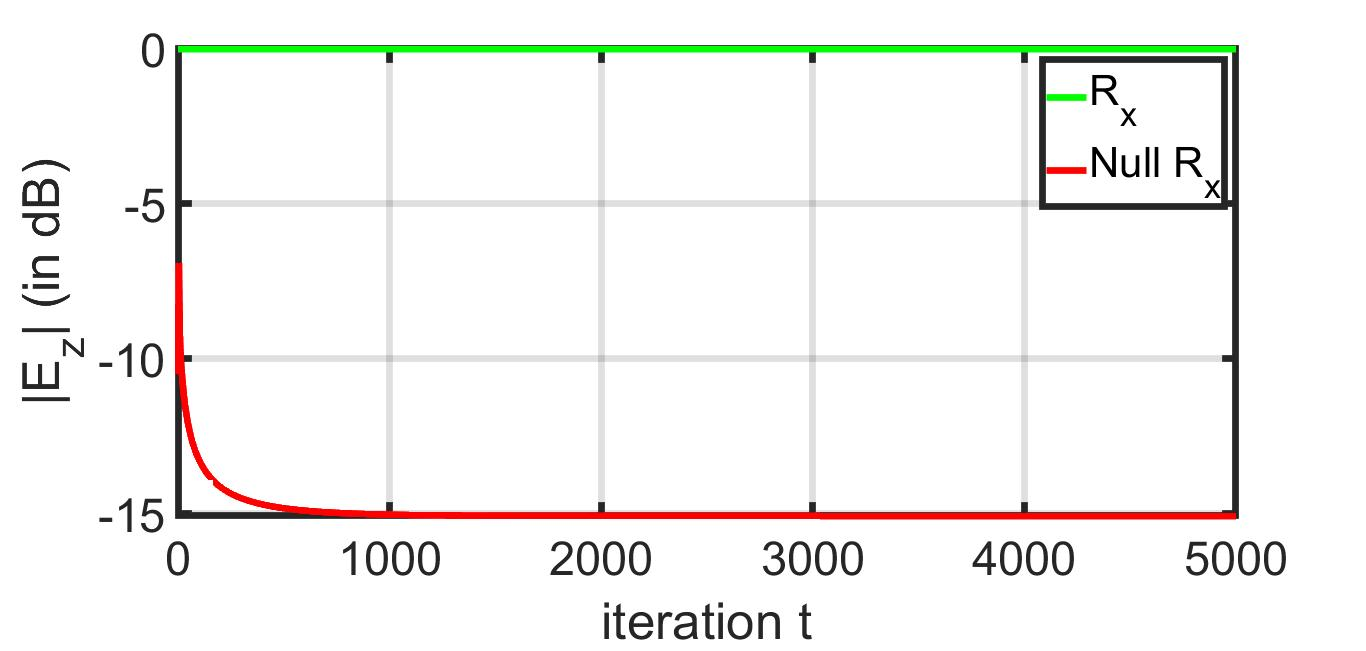 0
-5
-10
-15
|E_z| (in dB)
R_x
Null R_x
0 1000 2000 3000 4000 5000
iteration t